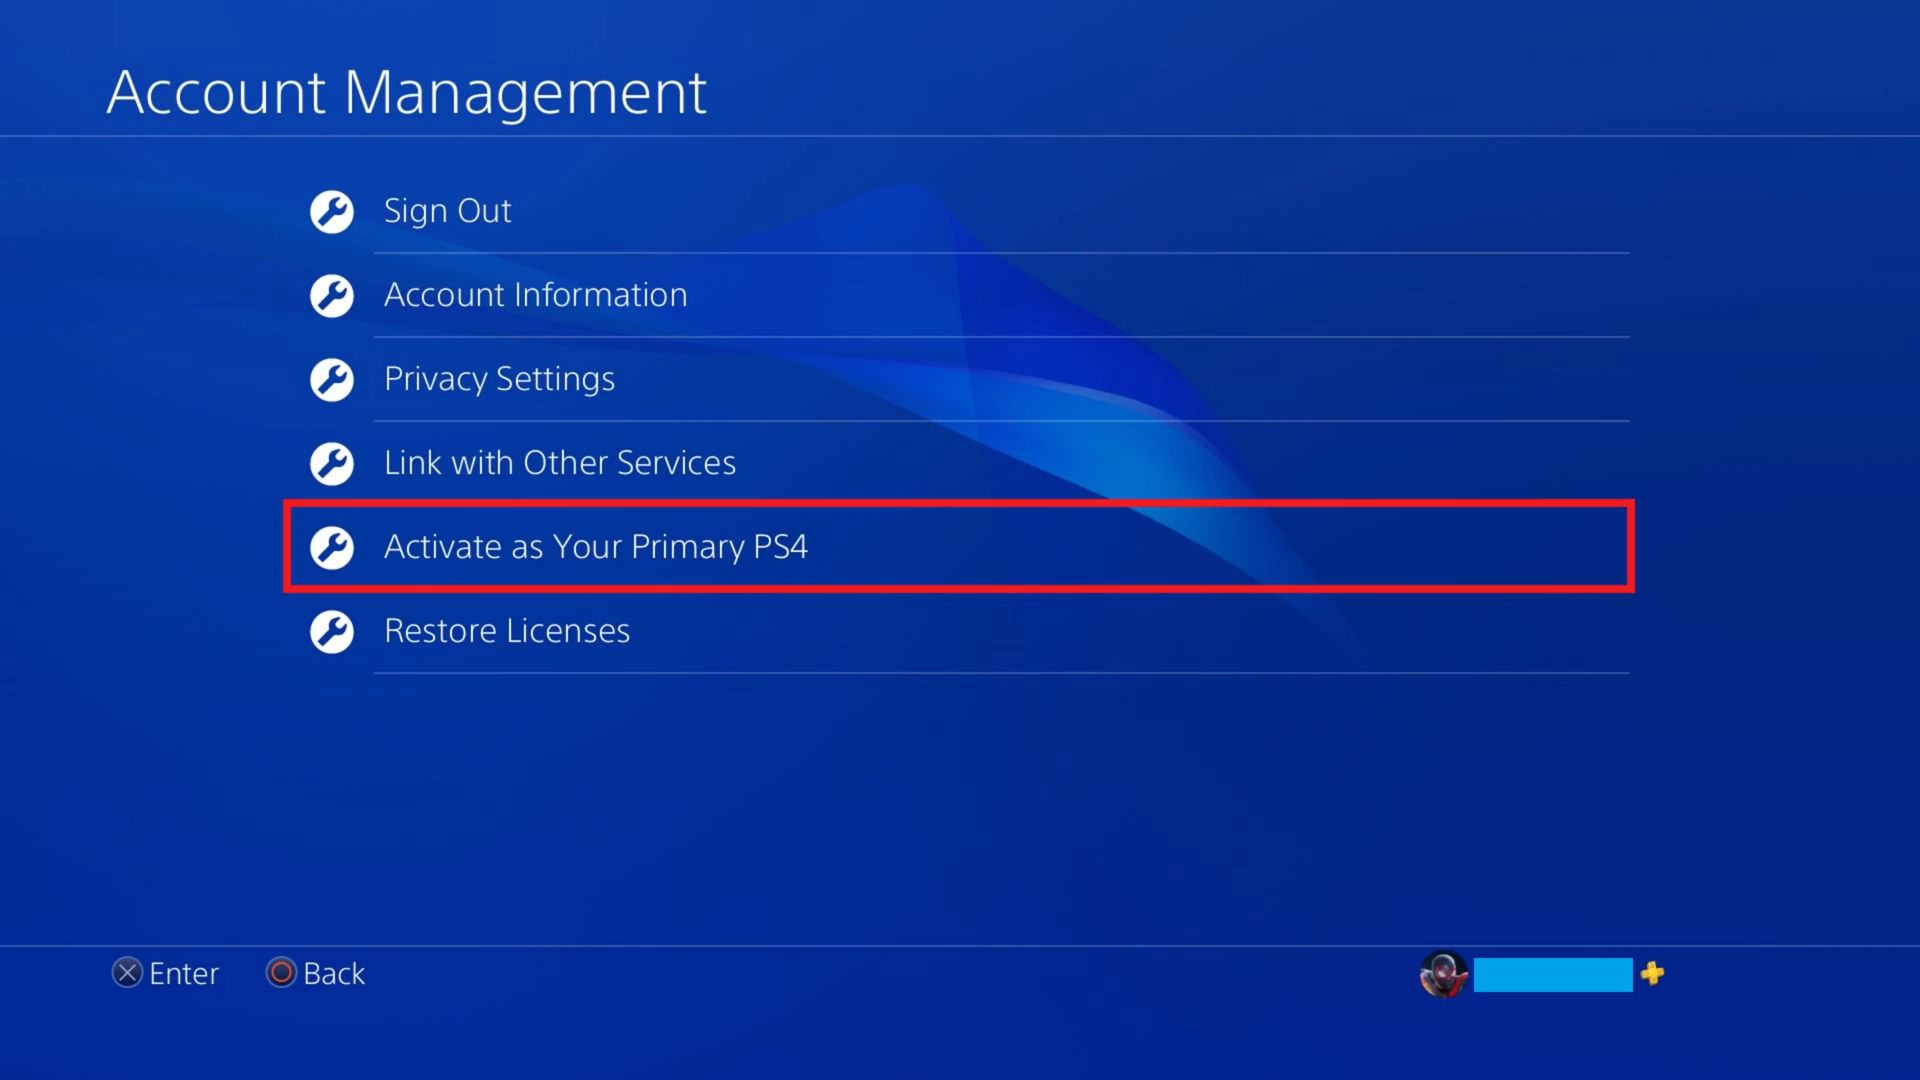 Account Management
Sign Out
Account Information
Privacy Settings
Link with Other Services
Activate as Your Primary PS4
Restore Licenses
Enter Back